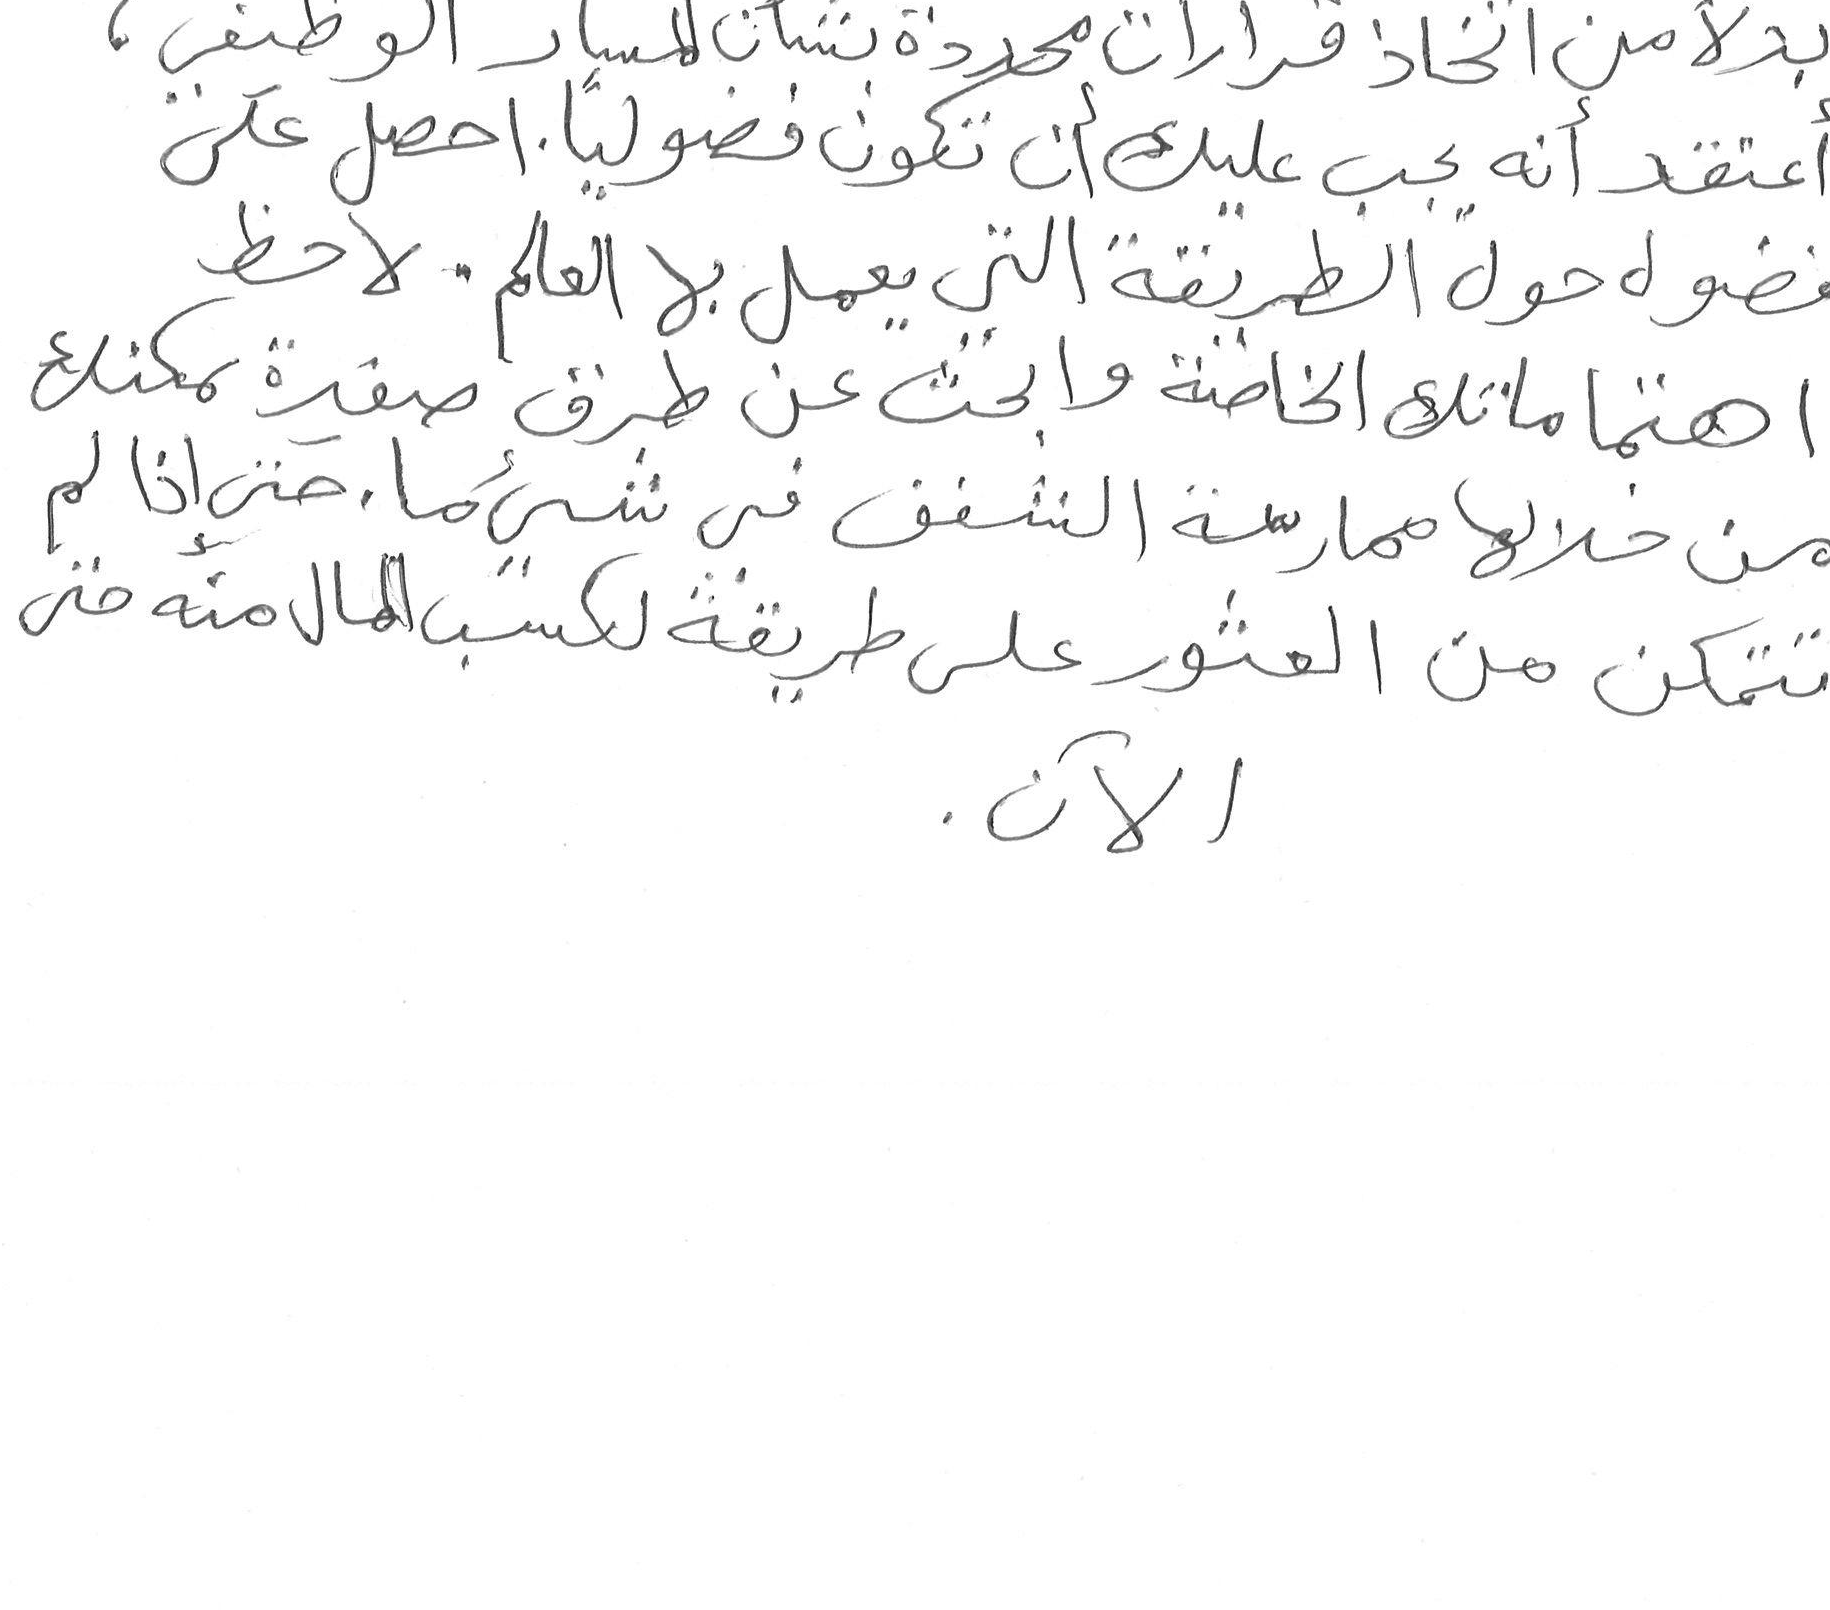 بدلاً من اتخاذ قرارات محددة بشأن المسار الوظيفي،
أعتقد أنه يجب عليك أن تكون فضوليًا. احصل على
فضول حول الطريقة التي يعمل بها العالم. لاحظ
اهتماماتك الخاصة وابحث عن طرق صغيرة يمكنك
من خلالها ممارسة الشغف في شيء ما. حتى إذا لم
تتمكن من العثور على طريقة لكسب المال منه حتى
الآن.